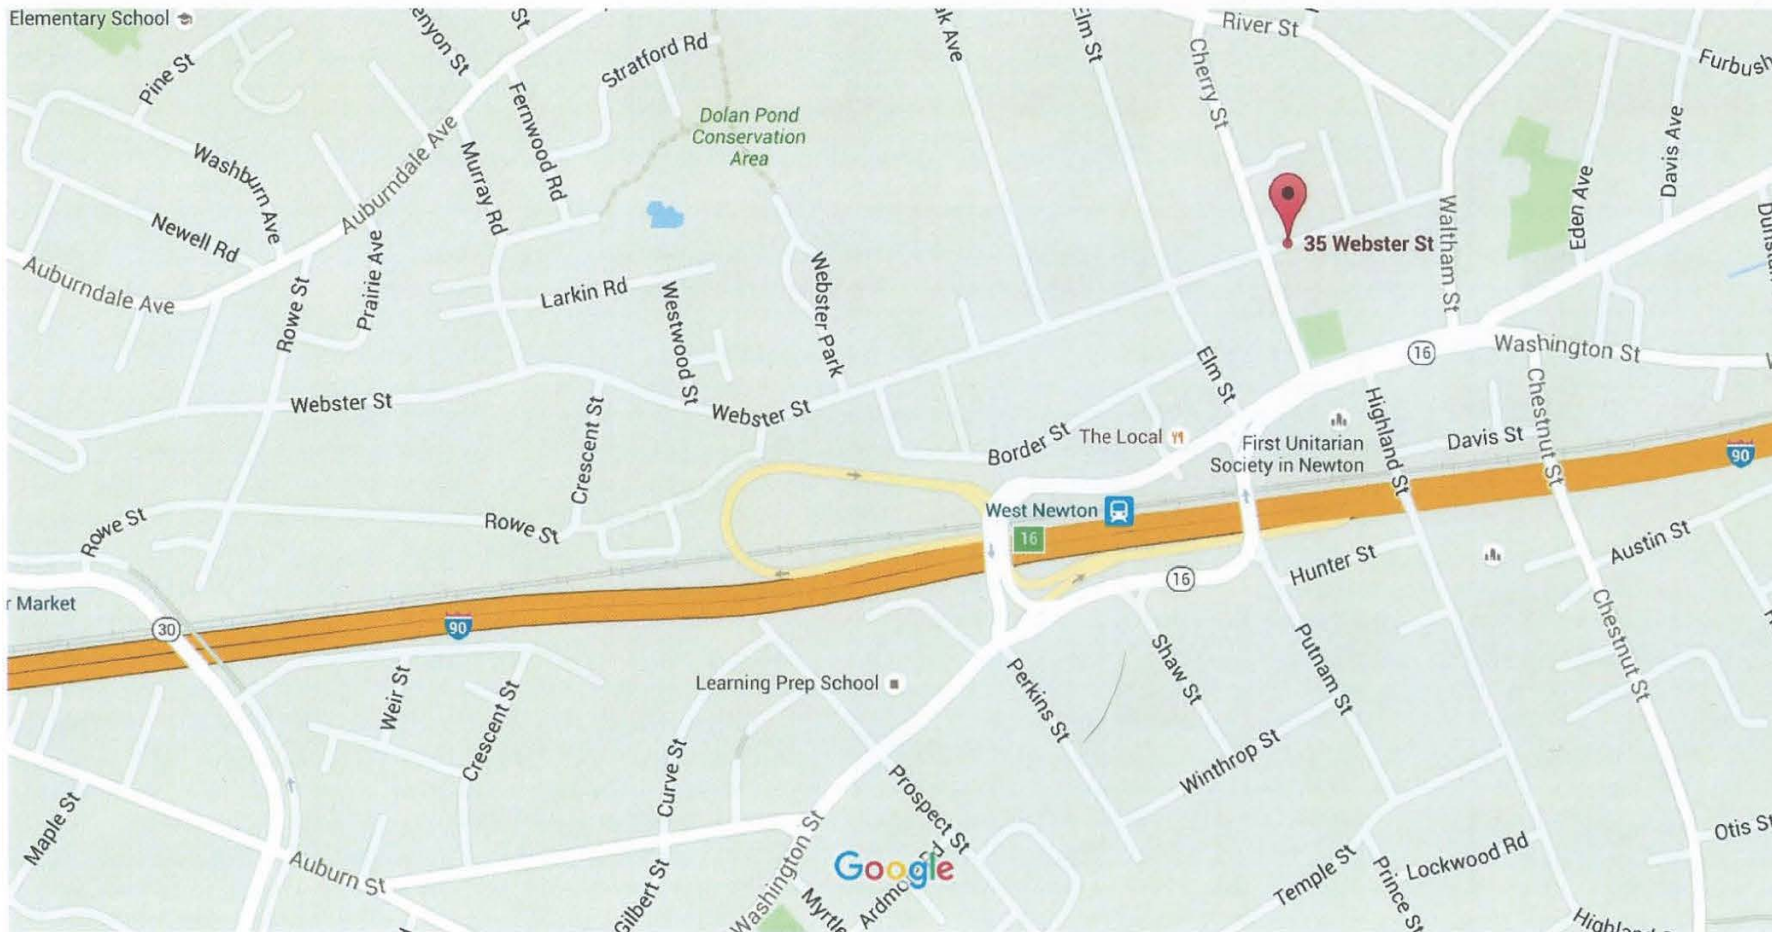 Elementary School
Pine St
Washburn Ave
Newell Rd
Auburndale Ave
Auburndale Ave
Rowe St
Prairie Ave
Murray Rd
Fernwood Rd
St
Stratford Rd
Dolan Pond
Conservation
Area
Larkin Rd
Westwood St
Webster Park
Webster St
Webster St
Crescent St
Rowe St
Rowe St
Elm St
Cherry St
River St
Furbush
Davis Ave
Eden Ave
Waltham St
35 Webster St
16
Washington St
Elm St
Border St
The Local
First Unitarian
Society in Newton
Highland St
Davis St
Chestnut St
90
West Newton
16
16
Hunter St
Austin St
Chestnut St
Market
30
90
Weir St
Crescent St
Learning Prep School
Curve St
Perkins St
Shaw St
Putnam St
Winthrop St
Prospect St
Maple St
Auburn St
Gilbert St
Washington St
Google
Myrtle
Temple St
Prince St
Lockwood Rd
Otis St